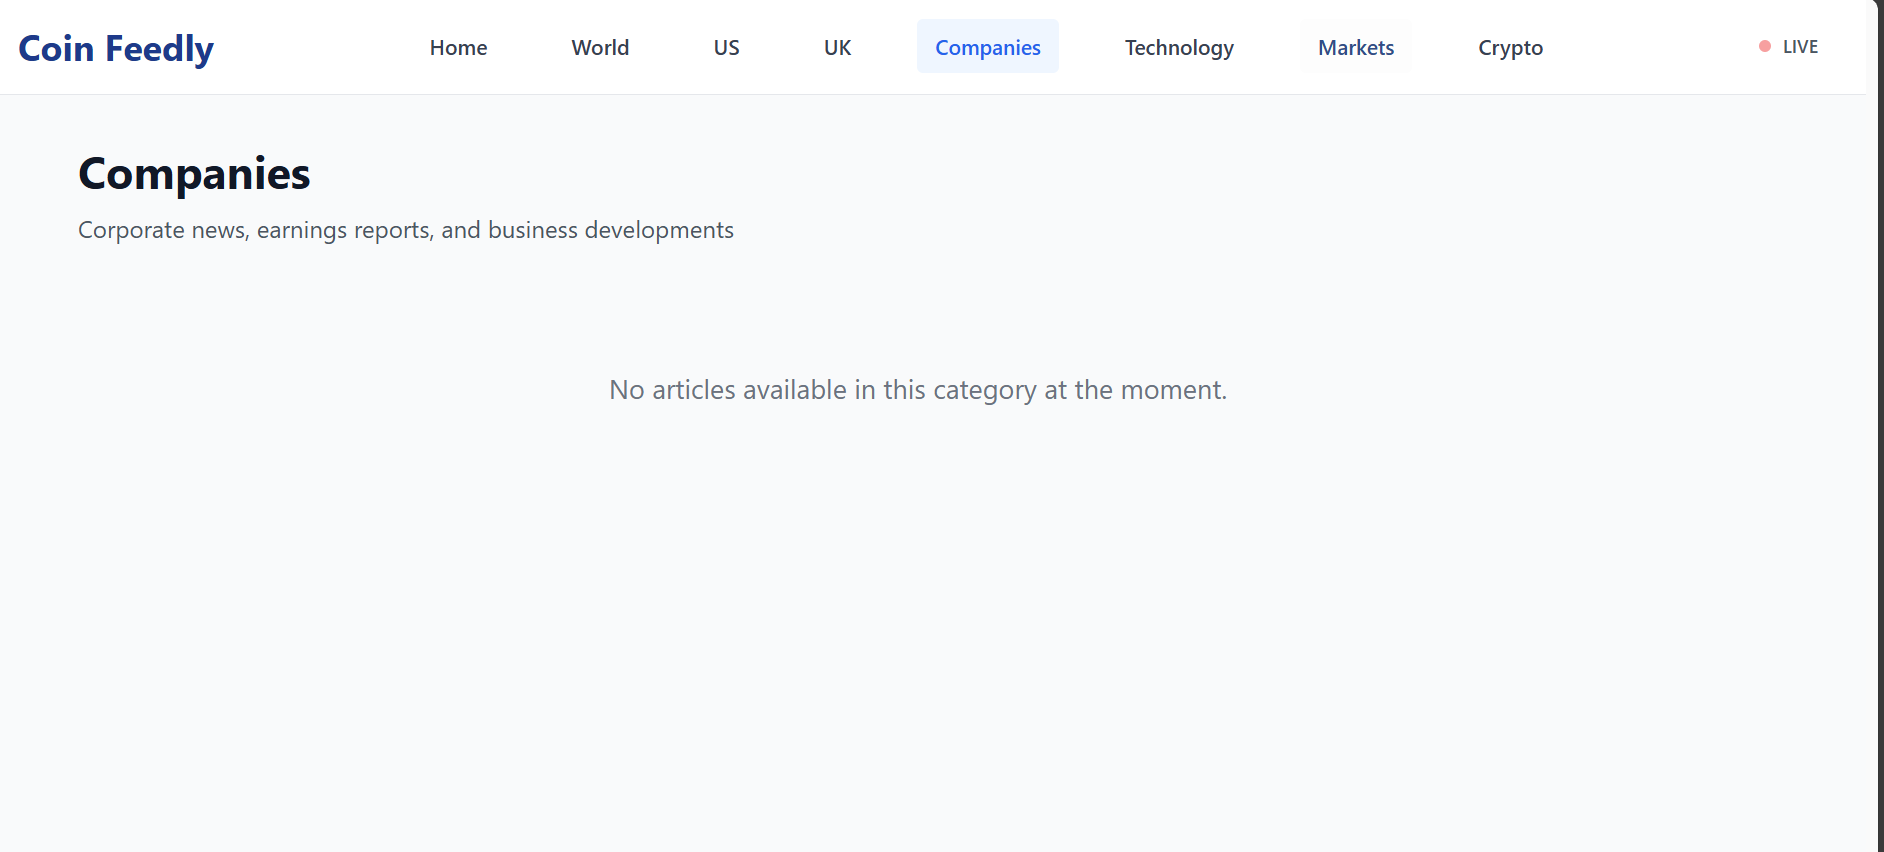 Coin Feedly Home World US UK Companies Technology Markets Crypto LIVE
Companies
Corporate news, earnings reports, and business developments
No articles available in this category at the moment.